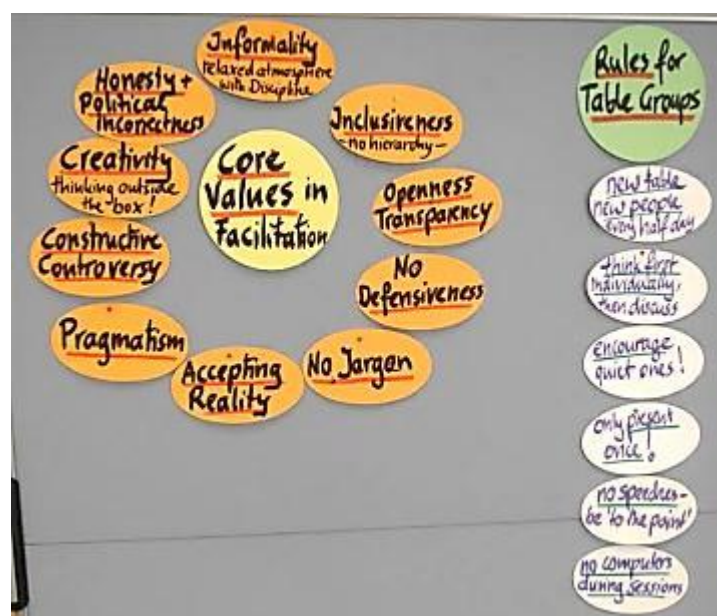 Core
Values in
Facilitation
Informality
relaxed atmosphere
with Discipline
Inclusiveness
-no hierarchy-
Openness
Transparency
No
Defensiveness
No Jargon
Accepting
Reality
Pragmatism
Constructive
Controversy
Creativity
thinking outside
the box!
Honesty +
Political
Incorrectness
Rules for
Table Groups
new table
new people
every half day
think first
individually,
then discuss
encourage
quiet ones!
only present
once!
no speeches-
be 'to the point'
no computers
during sessions